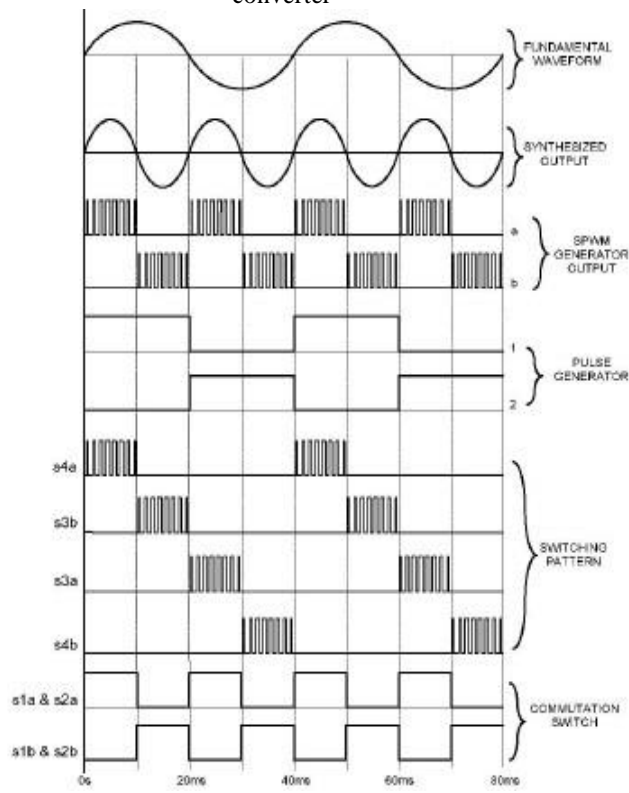 converter
FUNDAMENTAL
WAVEFORM
SYNTHESIZED
OUTPUT
a
SPWM
GENERATOR
OUTPUT
b
1
PULSE
GENERATOR
2
s4a
s3b
SWITCHING
PATTERN
s3a
s4b
s1a & s2a
COMMUTATION
SWITCH
s1b & s2b
0s 20ms 40ms 60ms 80ms